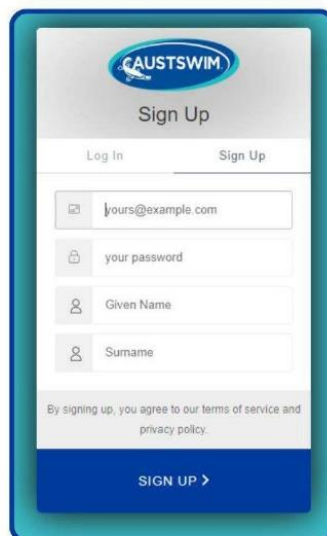 AUSTSWIM
Sign Up
Log In Sign Up
yours@example.com
your password
Given Name
Surname
By signing up, you agree to our terms of service and
privacy policy.
SIGN UP >